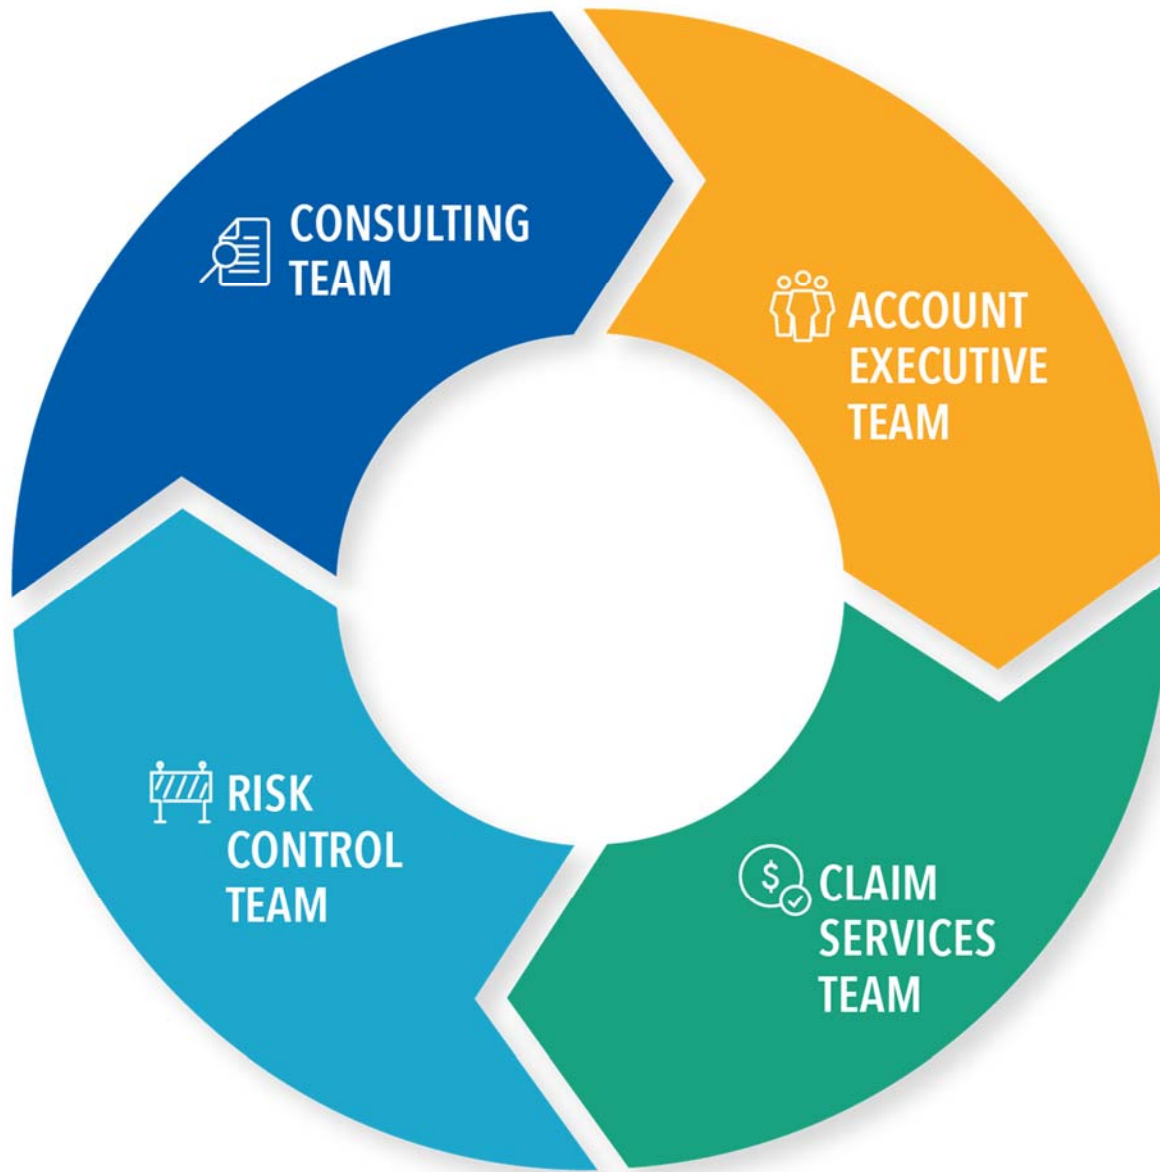 CONSULTING
TEAM
ACCOUNT
EXECUTIVE
TEAM
RISK
CONTROL
TEAM
$ CLAIM
SERVICES
TEAM